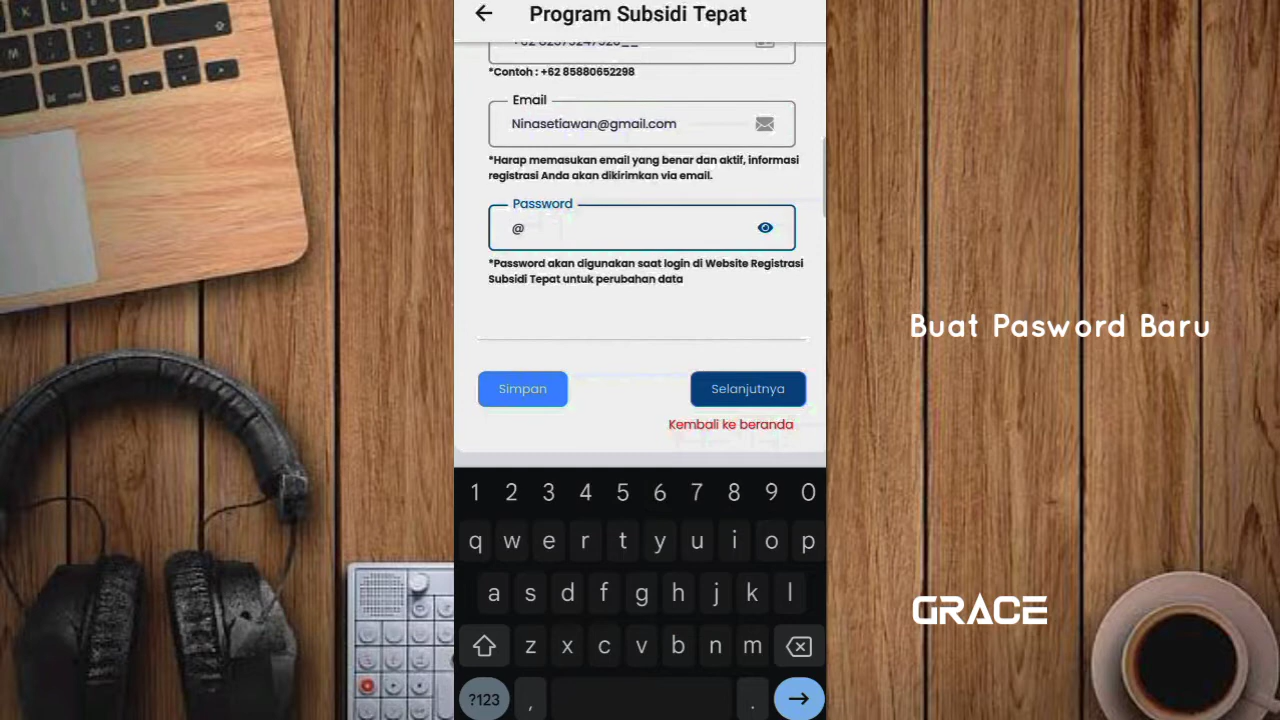 Program Subsidi Tepat
*Contoh : +62 85880652298
Email
Ninasetiawan@gmail.com
*Harap memasukan email yang benar dan aktif, informasi
registrasi Anda akan dikirimkan via email.
Password
@
*Password akan digunakan saat login di Website Registrasi
Subsidi Tepat untuk perubahan data
Simpan
Selanjutnya
Kembali ke beranda
Buat Pasword Baru
GRACE
1 2 3 4 5 6 7 8 9 0
q w e r t y u i o p
a s d f g h j k l
z x c v b n m
?123 , .